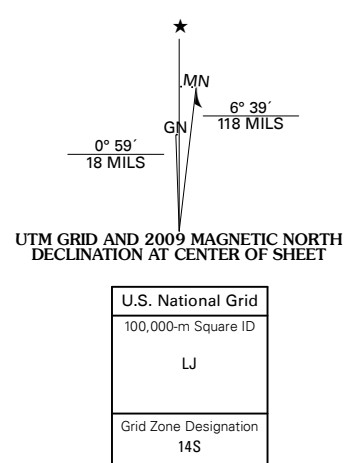 ★
MN
GN
6° 39´
118 MILS
0° 59´
18 MILS
UTM GRID AND 2009 MAGNETIC NORTH
DECLINATION AT CENTER OF SHEET
U.S. National Grid
100,000-m Square ID
LJ
Grid Zone Designation
14S